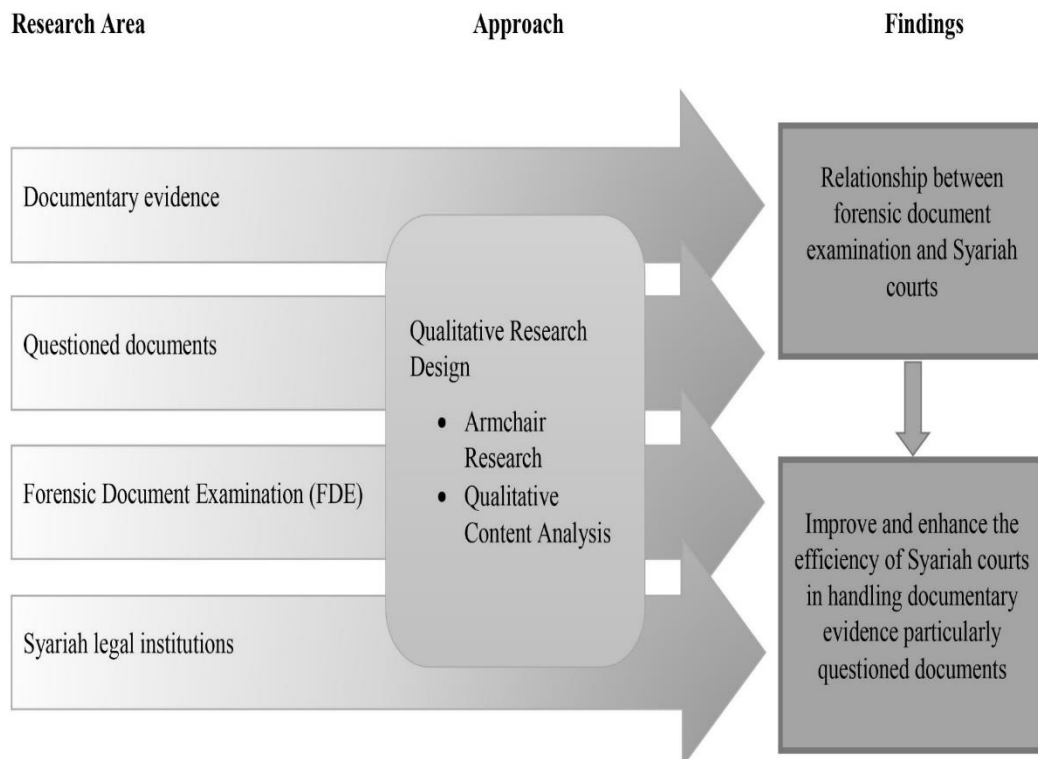 Research Area
Approach
Findings
Documentary evidence
Questioned documents
Forensic Document Examination (FDE)
Syariah legal institutions
Qualitative Research
Design
• Armchair
Research
• Qualitative
Content Analysis
Relationship between
forensic document
examination and Syariah
courts
Improve and enhance the
efficiency of Syariah courts
in handling documentary
evidence particularly
questioned documents